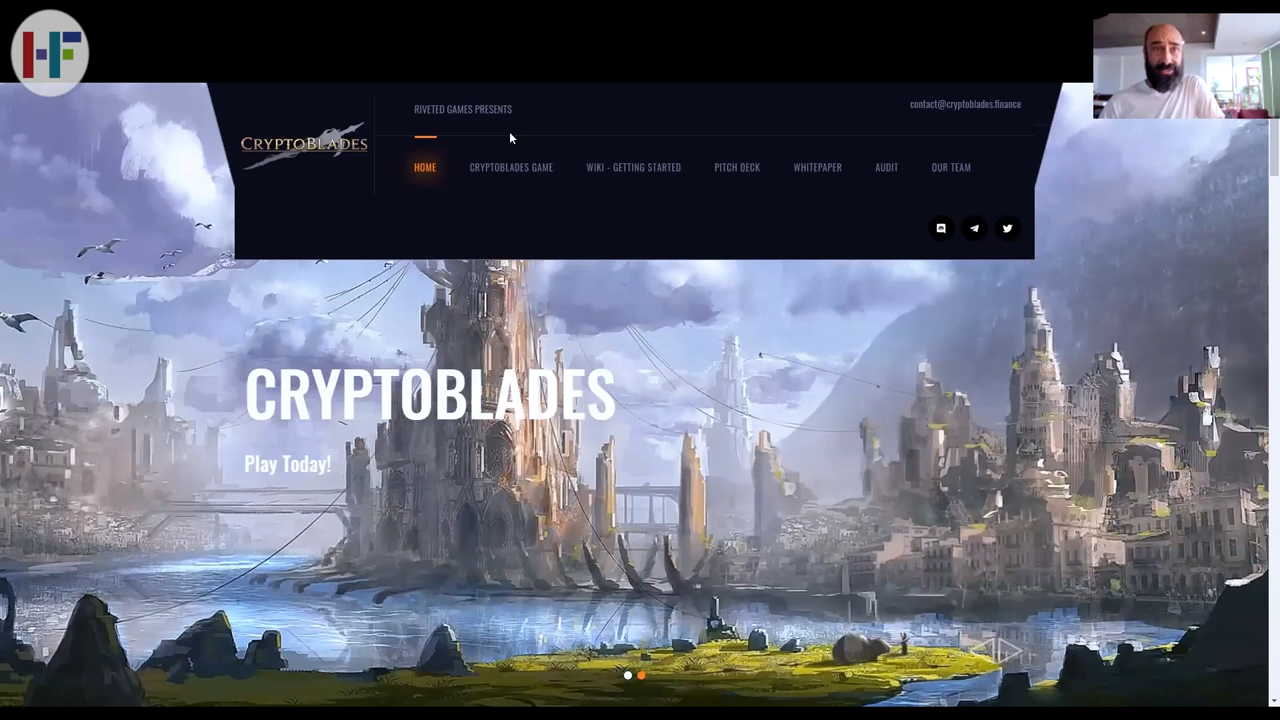 HF
RIVETED GAMES PRESENTS
contact@cryptoblades.finance
CRYPTOBLADES
HOME
CRYPTOBLADES GAME
WIKI - GETTING STARTED
PITCH DECK
WHITEPAPER
AUDIT
OUR TEAM
CRYPTOBLADES
Play Today!